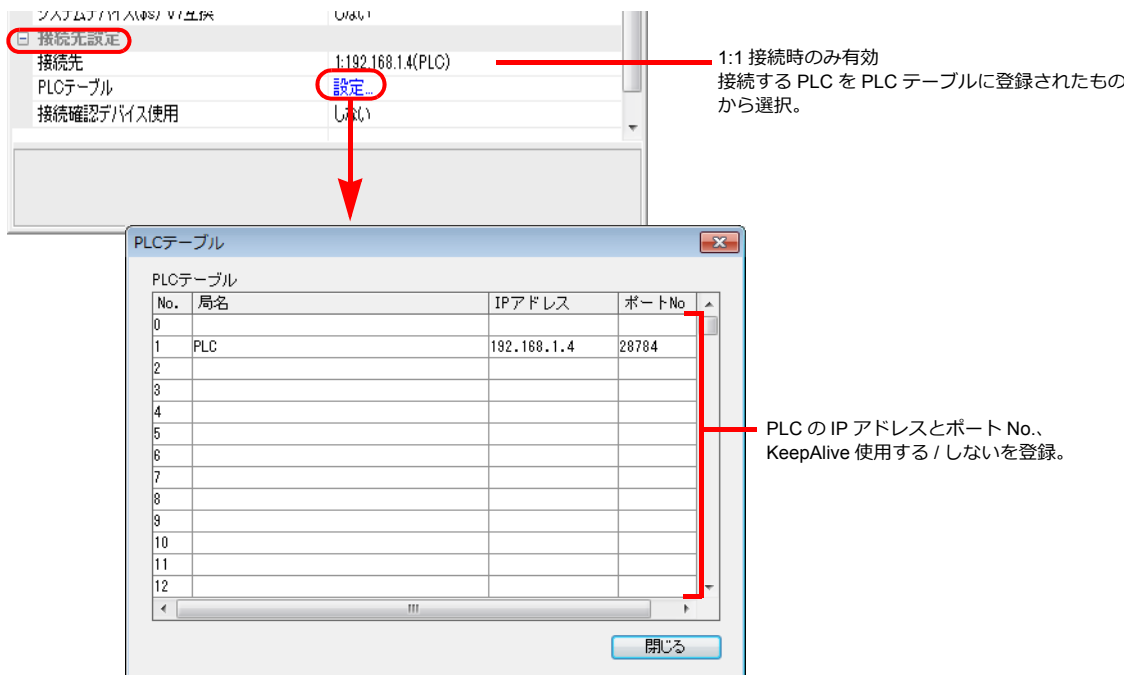 しない
接続先設定
接続先 1:192.168.1.4(PLC)
PLCテーブル 設定...
接続確認デバイス使用 しない
1:1 接続時のみ有効
接続する PLC を PLC テーブルに登録されたもの
から選択。
PLCテーブル
PLCテーブル
No. 局名 IPアドレス ポートNo
0
1 PLC 192.168.1.4 28784
2
3
4
5
6
7
8
9
10
11
12
PLC の IP アドレスとポート No.、
KeepAlive 使用する / しないを登録。
閉じる